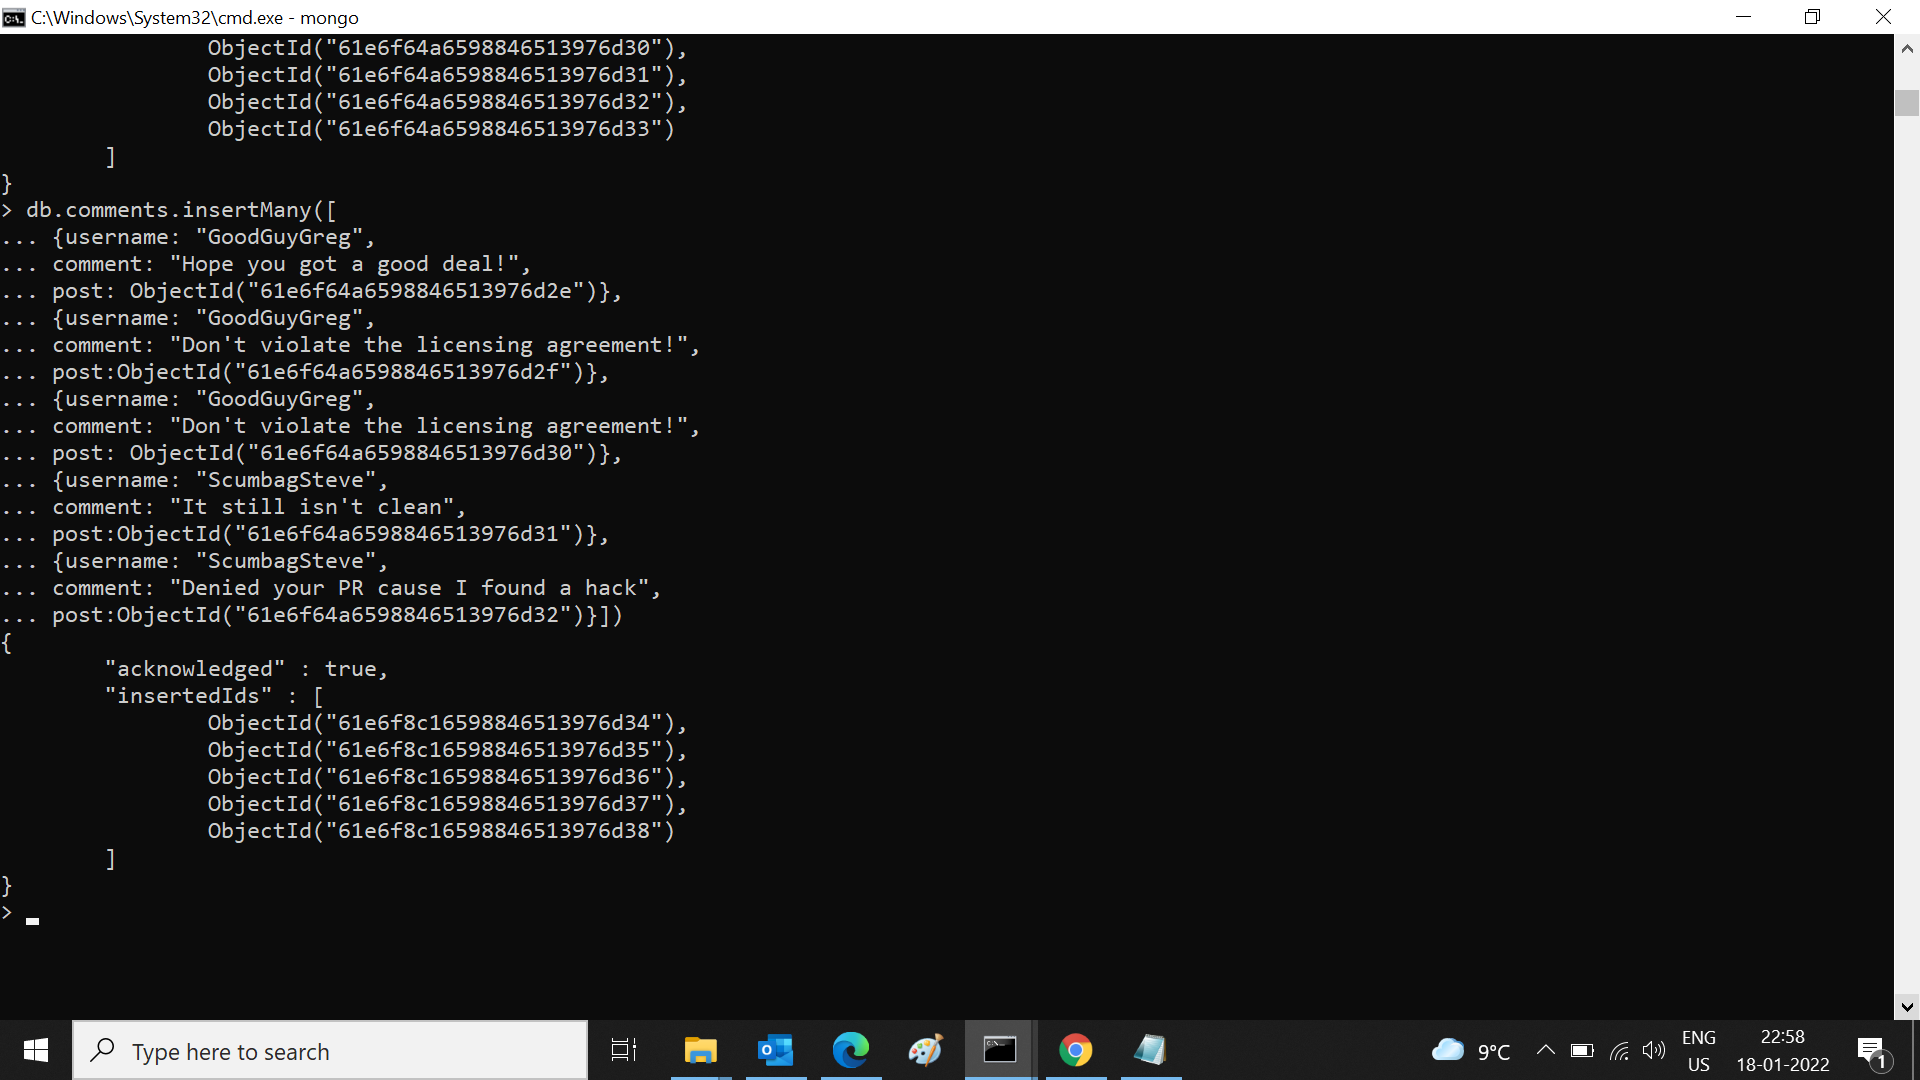 C:\Windows\System32\cmd.exe - mongo
ObjectId("61e6f64a6598846513976d30"),
ObjectId("61e6f64a6598846513976d31"),
ObjectId("61e6f64a6598846513976d32"),
ObjectId("61e6f64a6598846513976d33")
]
}
> db.comments.insertMany([
... {username: "GoodGuyGreg",
... comment: "Hope you got a good deal!",
... post: ObjectId("61e6f64a6598846513976d2e")},
... {username: "GoodGuyGreg",
... comment: "Don't violate the licensing agreement!",
... post:ObjectId("61e6f64a6598846513976d2f")},
... {username: "GoodGuyGreg",
... comment: "Don't violate the licensing agreement!",
... post: ObjectId("61e6f64a6598846513976d30")},
... {username: "ScumbagSteve",
... comment: "It still isn't clean",
... post:ObjectId("61e6f64a6598846513976d31")},
... {username: "ScumbagSteve",
... comment: "Denied your PR cause I found a hack",
... post:ObjectId("61e6f64a6598846513976d32")}])
{
"acknowledged" : true,
"insertedIds" : [
ObjectId("61e6f8c16598846513976d34"),
ObjectId("61e6f8c16598846513976d35"),
ObjectId("61e6f8c16598846513976d36"),
ObjectId("61e6f8c16598846513976d37"),
ObjectId("61e6f8c16598846513976d38")
]
}
>
Type here to search
9°C
ENG
US
22:58
18-01-2022
1